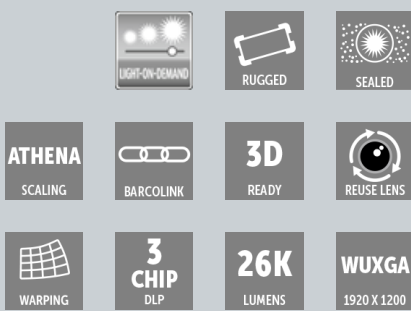 LIGHT-ON-DEMAND
RUGGED
SEALED
ATHENA
SCALING
BARCOLINK
3D
READY
REUSE LENS
WARPING
3
CHIP
DLP
26K
LUMENS
WUXGA
1920 X 1200